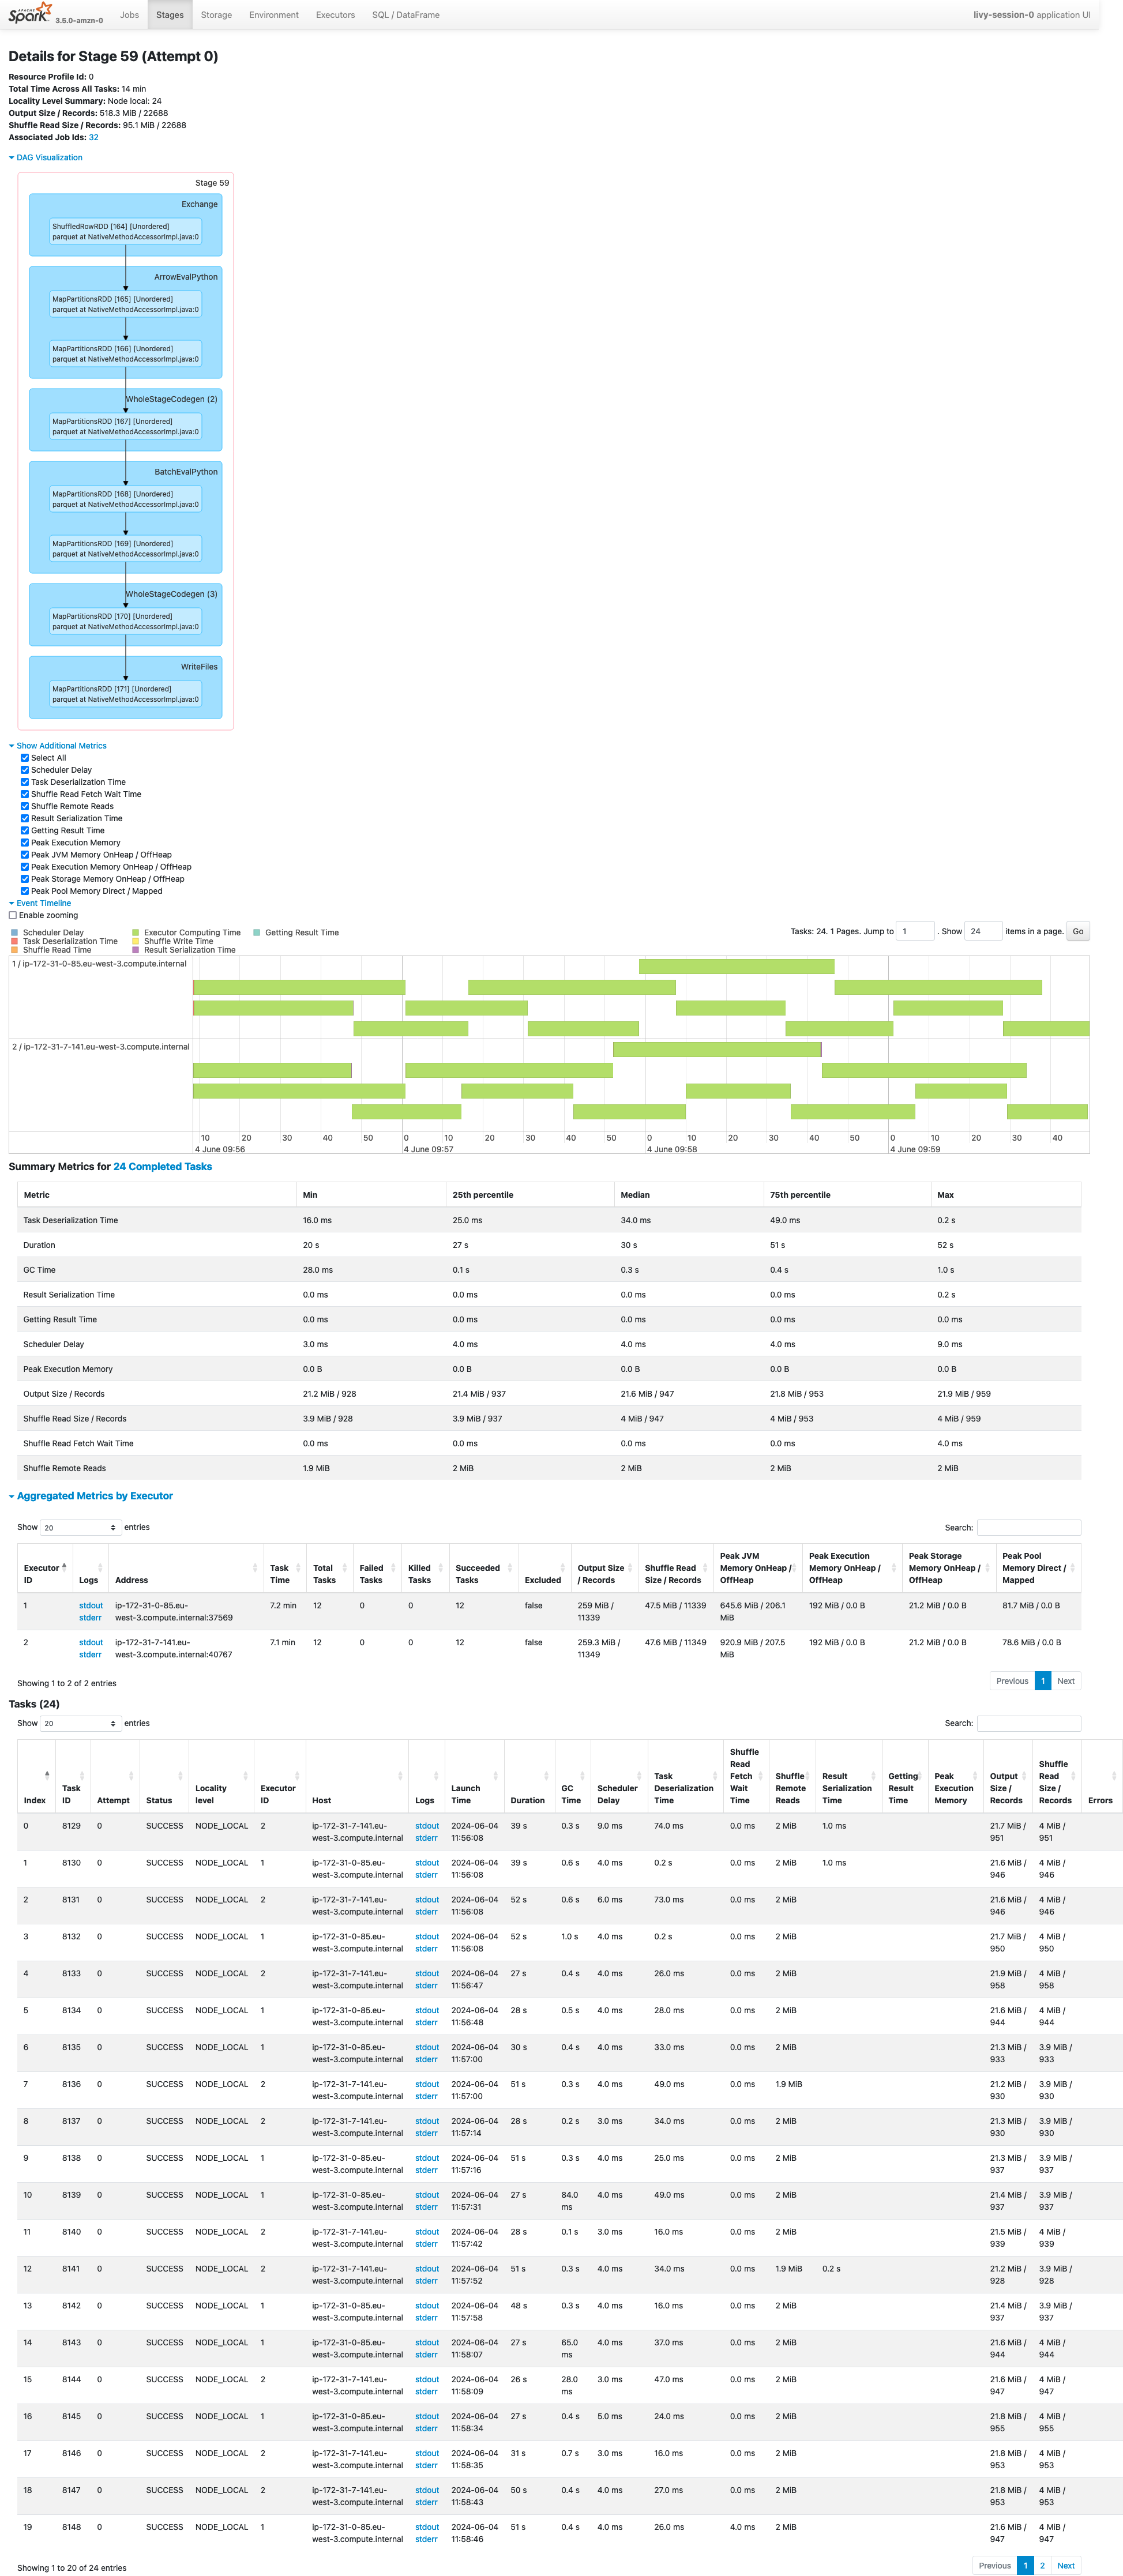 APACHE
Spark 3.5.0-amzn-0 Jobs Stages Storage Environment Executors SQL / DataFrame livy-session-0 application UI
Details for Stage 59 (Attempt 0)
Resource Profile Id: 0
Total Time Across All Tasks: 14 min
Locality Level Summary: Node local: 24
Output Size / Records: 518.3 MiB / 22688
Shuffle Read Size / Records: 95.1 MiB / 22688
Associated Job Ids: 32
DAG Visualization
Stage 59
Exchange
ShuffledRowRDD [164] [Unordered]
parquet at NativeMethodAccessorImpl.java:0
ArrowEvalPython
MapPartitionsRDD [165] [Unordered]
parquet at NativeMethodAccessorImpl.java:0
MapPartitionsRDD [166] [Unordered]
parquet at NativeMethodAccessorImpl.java:0
WholeStageCodegen (2)
MapPartitionsRDD [167] [Unordered]
parquet at NativeMethodAccessorImpl.java:0
BatchEvalPython
MapPartitionsRDD [168] [Unordered]
parquet at NativeMethodAccessorImpl.java:0
MapPartitionsRDD [169] [Unordered]
parquet at NativeMethodAccessorImpl.java:0
WholeStageCodegen (3)
MapPartitionsRDD [170] [Unordered]
parquet at NativeMethodAccessorImpl.java:0
WriteFiles
MapPartitionsRDD [171] [Unordered]
parquet at NativeMethodAccessorImpl.java:0
Show Additional Metrics
Select All
Scheduler Delay
Task Deserialization Time
Shuffle Read Fetch Wait Time
Shuffle Remote Reads
Result Serialization Time
Getting Result Time
Peak Execution Memory
Peak JVM Memory OnHeap / OffHeap
Peak Execution Memory OnHeap / OffHeap
Peak Storage Memory OnHeap / OffHeap
Peak Pool Memory Direct / Mapped
Event Timeline
Enable zooming
Scheduler Delay Executor Computing Time Getting Result Time
Task Deserialization Time Shuffle Write Time
Shuffle Read Time Result Serialization Time
Tasks: 24. 1 Pages. Jump to 1 . Show 24 items in a page. Go
1 / ip-172-31-0-85.eu-west-3.compute.internal
2 / ip-172-31-7-141.eu-west-3.compute.internal
10 20 30 40 50 0 10 20 30 40 50 0 10 20 30 40 50 0 10 20 30 40
4 June 09:56 4 June 09:57 4 June 09:58 4 June 09:59
Summary Metrics for 24 Completed Tasks
Metric Min 25th percentile Median 75th percentile Max
Task Deserialization Time 16.0 ms 25.0 ms 34.0 ms 49.0 ms 0.2 s
Duration 20 s 27 s 30 s 51 s 52 s
GC Time 28.0 ms 0.1 s 0.3 s 0.4 s 1.0 s
Result Serialization Time 0.0 ms 0.0 ms 0.0 ms 0.0 ms 0.2 s
Getting Result Time 0.0 ms 0.0 ms 0.0 ms 0.0 ms 0.0 ms
Scheduler Delay 3.0 ms 4.0 ms 4.0 ms 4.0 ms 9.0 ms
Peak Execution Memory 0.0 B 0.0 B 0.0 B 0.0 B 0.0 B
Output Size / Records 21.2 MiB / 928 21.4 MiB / 937 21.6 MiB / 947 21.8 MiB / 953 21.9 MiB / 959
Shuffle Read Size / Records 3.9 MiB / 928 3.9 MiB / 937 4 MiB / 947 4 MiB / 953 4 MiB / 959
Shuffle Read Fetch Wait Time 0.0 ms 0.0 ms 0.0 ms 0.0 ms 4.0 ms
Shuffle Remote Reads 1.9 MiB 2 MiB 2 MiB 2 MiB 2 MiB
Aggregated Metrics by Executor
Show 20 entries Search:
Executor ID Logs Address Task Time Total Tasks Failed Tasks Killed Tasks Succeeded Tasks Excluded Output Size / Records Shuffle Read Size / Records Peak JVM Memory OnHeap / OffHeap Peak Execution Memory OnHeap / OffHeap Peak Storage Memory OnHeap / OffHeap Peak Pool Memory Direct / Mapped
1 stdout ip-172-31-0-85.eu- 7.2 min 12 0 0 12 false 259 MiB / 47.5 MiB / 11339 645.6 MiB / 206.1 192 MiB / 0.0 B 21.2 MiB / 0.0 B 81.7 MiB / 0.0 B
stderr west-3.compute.internal:37569 11339 MiB
2 stdout ip-172-31-7-141.eu- 7.1 min 12 0 0 12 false 259.3 MiB / 47.6 MiB / 11349 920.9 MiB / 207.5 192 MiB / 0.0 B 21.2 MiB / 0.0 B 78.6 MiB / 0.0 B
stderr west-3.compute.internal:40767 11349 MiB
Showing 1 to 2 of 2 entries Previous 1 Next
Tasks (24)
Show 20 entries Search:
Index Task ID Attempt Status Locality level Executor ID Host Logs Launch Time Duration GC Time Scheduler Delay Task Deserialization Time Shuffle Read Fetch Wait Time Shuffle Remote Reads Result Serialization Time Getting Result Time Peak Execution Memory Output Size / Records Shuffle Read Size / Records Errors
0 8129 0 SUCCESS NODE_LOCAL 2 ip-172-31-7-141.eu- stdout 2024-06-04 39 s 0.3 s 9.0 ms 74.0 ms 0.0 ms 2 MiB 1.0 ms 21.7 MiB / 4 MiB /
west-3.compute.internal stderr 11:56:08 951 951
1 8130 0 SUCCESS NODE_LOCAL 1 ip-172-31-0-85.eu- stdout 2024-06-04 39 s 0.6 s 4.0 ms 0.2 s 0.0 ms 2 MiB 1.0 ms 21.6 MiB / 4 MiB /
west-3.compute.internal stderr 11:56:08 946 946
2 8131 0 SUCCESS NODE_LOCAL 2 ip-172-31-7-141.eu- stdout 2024-06-04 52 s 0.6 s 6.0 ms 73.0 ms 0.0 ms 2 MiB 21.6 MiB / 4 MiB /
west-3.compute.internal stderr 11:56:08 946 946
3 8132 0 SUCCESS NODE_LOCAL 1 ip-172-31-0-85.eu- stdout 2024-06-04 52 s 1.0 s 4.0 ms 0.2 s 0.0 ms 2 MiB 21.7 MiB / 4 MiB /
west-3.compute.internal stderr 11:56:08 950 950
4 8133 0 SUCCESS NODE_LOCAL 2 ip-172-31-7-141.eu- stdout 2024-06-04 27 s 0.4 s 4.0 ms 26.0 ms 0.0 ms 2 MiB 21.9 MiB / 4 MiB /
west-3.compute.internal stderr 11:56:47 958 958
5 8134 0 SUCCESS NODE_LOCAL 1 ip-172-31-0-85.eu- stdout 2024-06-04 28 s 0.5 s 4.0 ms 28.0 ms 0.0 ms 2 MiB 21.6 MiB / 4 MiB /
west-3.compute.internal stderr 11:56:48 944 944
6 8135 0 SUCCESS NODE_LOCAL 1 ip-172-31-0-85.eu- stdout 2024-06-04 30 s 0.4 s 4.0 ms 33.0 ms 0.0 ms 2 MiB 21.3 MiB / 3.9 MiB /
west-3.compute.internal stderr 11:57:00 933 933
7 8136 0 SUCCESS NODE_LOCAL 2 ip-172-31-7-141.eu- stdout 2024-06-04 51 s 0.3 s 4.0 ms 49.0 ms 0.0 ms 1.9 MiB 21.2 MiB / 3.9 MiB /
west-3.compute.internal stderr 11:57:00 930 930
8 8137 0 SUCCESS NODE_LOCAL 2 ip-172-31-7-141.eu- stdout 2024-06-04 28 s 0.2 s 3.0 ms 34.0 ms 0.0 ms 2 MiB 21.3 MiB / 3.9 MiB /
west-3.compute.internal stderr 11:57:14 930 930
9 8138 0 SUCCESS NODE_LOCAL 1 ip-172-31-0-85.eu- stdout 2024-06-04 51 s 0.3 s 4.0 ms 25.0 ms 0.0 ms 2 MiB 21.3 MiB / 3.9 MiB /
west-3.compute.internal stderr 11:57:16 937 937
10 8139 0 SUCCESS NODE_LOCAL 1 ip-172-31-0-85.eu- stdout 2024-06-04 27 s 84.0 4.0 ms 49.0 ms 0.0 ms 2 MiB 21.4 MiB / 3.9 MiB /
west-3.compute.internal stderr 11:57:31 ms 937 937
11 8140 0 SUCCESS NODE_LOCAL 2 ip-172-31-7-141.eu- stdout 2024-06-04 28 s 0.1 s 3.0 ms 16.0 ms 0.0 ms 2 MiB 21.5 MiB / 4 MiB /
west-3.compute.internal stderr 11:57:42 939 939
12 8141 0 SUCCESS NODE_LOCAL 2 ip-172-31-7-141.eu- stdout 2024-06-04 51 s 0.3 s 4.0 ms 34.0 ms 0.0 ms 1.9 MiB 0.2 s 21.2 MiB / 3.9 MiB /
west-3.compute.internal stderr 11:57:52 928 928
13 8142 0 SUCCESS NODE_LOCAL 1 ip-172-31-0-85.eu- stdout 2024-06-04 48 s 0.3 s 4.0 ms 16.0 ms 0.0 ms 2 MiB 21.4 MiB / 3.9 MiB /
west-3.compute.internal stderr 11:57:58 937 937
14 8143 0 SUCCESS NODE_LOCAL 1 ip-172-31-0-85.eu- stdout 2024-06-04 27 s 65.0 4.0 ms 37.0 ms 0.0 ms 2 MiB 21.6 MiB / 4 MiB /
west-3.compute.internal stderr 11:58:07 ms 944 944
15 8144 0 SUCCESS NODE_LOCAL 2 ip-172-31-7-141.eu- stdout 2024-06-04 26 s 28.0 3.0 ms 47.0 ms 0.0 ms 2 MiB 21.6 MiB / 4 MiB /
west-3.compute.internal stderr 11:58:09 ms 947 947
16 8145 0 SUCCESS NODE_LOCAL 1 ip-172-31-0-85.eu- stdout 2024-06-04 27 s 0.4 s 5.0 ms 24.0 ms 0.0 ms 2 MiB 21.8 MiB / 4 MiB /
west-3.compute.internal stderr 11:58:34 955 955
17 8146 0 SUCCESS NODE_LOCAL 2 ip-172-31-7-141.eu- stdout 2024-06-04 31 s 0.7 s 3.0 ms 16.0 ms 0.0 ms 2 MiB 21.8 MiB / 4 MiB /
west-3.compute.internal stderr 11:58:35 953 953
18 8147 0 SUCCESS NODE_LOCAL 2 ip-172-31-7-141.eu- stdout 2024-06-04 50 s 0.4 s 4.0 ms 27.0 ms 0.0 ms 2 MiB 21.8 MiB / 4 MiB /
west-3.compute.internal stderr 11:58:43 953 953
19 8148 0 SUCCESS NODE_LOCAL 1 ip-172-31-0-85.eu- stdout 2024-06-04 51 s 0.4 s 4.0 ms 26.0 ms 4.0 ms 2 MiB 21.6 MiB / 4 MiB /
west-3.compute.internal stderr 11:58:46 947 947
Showing 1 to 20 of 24 entries Previous 1 2 Next